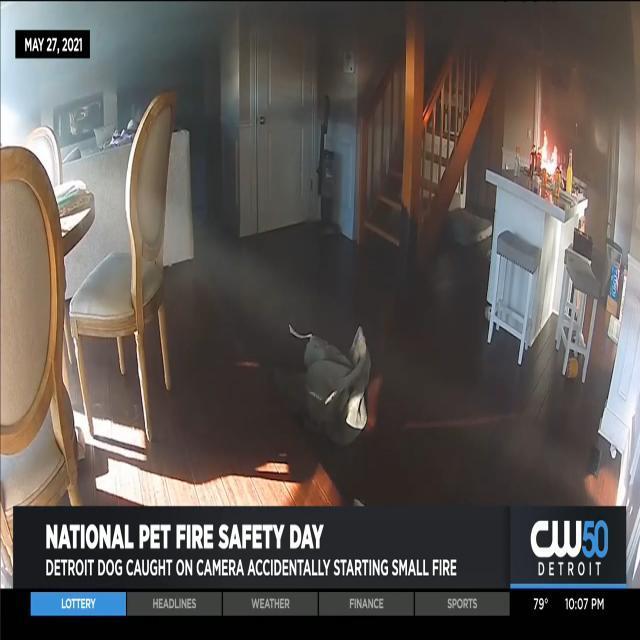 MAY 27, 2021
NATIONAL PET FIRE SAFETY DAY
DETROIT DOG CAUGHT ON CAMERA ACCIDENTALLY STARTING SMALL FIRE
CW50
DETROIT
LOTTERY HEADLINES WEATHER FINANCE SPORTS 79° 10:07 PM